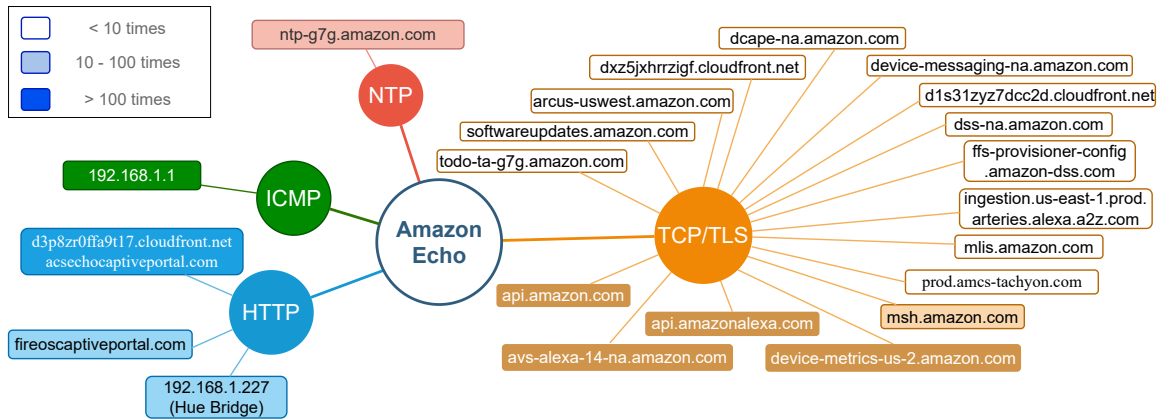 < 10 times
10 - 100 times
> 100 times
ntp-g7g.amazon.com
NTP
192.168.1.1
ICMP
d3p8zr0ffa9t17.cloudfront.net
acsechocaptiveportal.com
HTTP
fireoscaptiveportal.com
192.168.1.227
(Hue Bridge)
Amazon
Echo
TCP/TLS
dcape-na.amazon.com
dxz5jxhrrzigf.cloudfront.net
device-messaging-na.amazon.com
arcus-uswest.amazon.com
d1s31zyz7dcc2d.cloudfront.net
softwareupdates.amazon.com
dss-na.amazon.com
todo-ta-g7g.amazon.com
ffs-provisioner-config
.amazon-dss.com
ingestion.us-east-1.prod.
arteries.alexa.a2z.com
mlis.amazon.com
prod.amcs-tachyon.com
msh.amazon.com
api.amazon.com
api.amazonalexa.com
avs-alexa-14-na.amazon.com
device-metrics-us-2.amazon.com